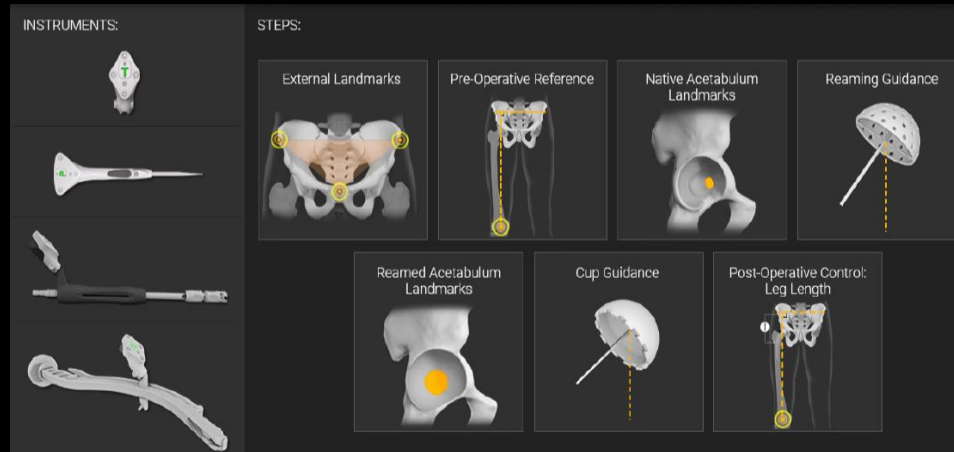 INSTRUMENTS:
STEPS:
T
P
External Landmarks
Pre-Operative Reference
Native Acetabulum
Landmarks
Reaming Guidance
Reamed Acetabulum
Landmarks
Cup Guidance
Post-Operative Control:
Leg Length